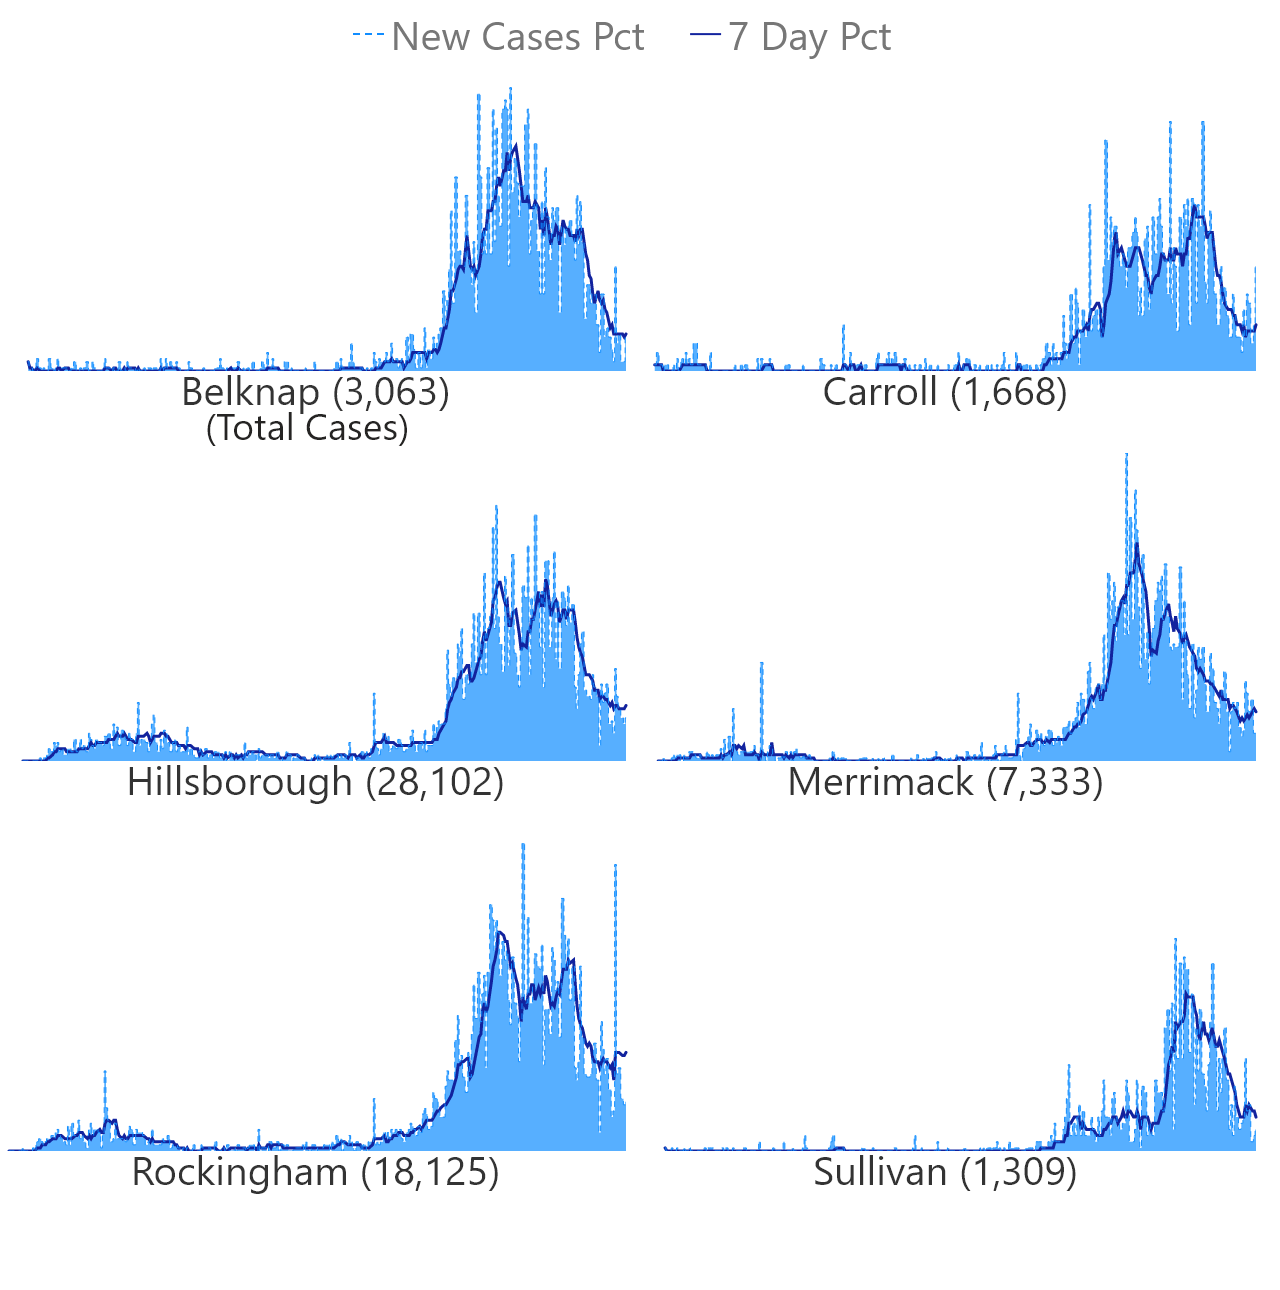 New Cases Pct 7 Day Pct
Belknap (3,063)
(Total Cases)
Carroll (1,668)
Hillsborough (28,102)
Merrimack (7,333)
Rockingham (18,125)
Sullivan (1,309)